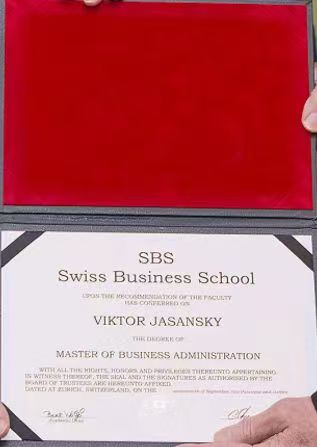 SBS
Swiss Business School
UPON THE RECOMMENDATION OF THE FACULTY
HAS CONFERRED ON
VIKTOR JASANSKY
THE DEGREE OF
MASTER OF BUSINESS ADMINISTRATION
WITH ALL THE RIGHTS, HONORS AND PRIVILEGES THEREUNTO APPERTAINING.
IN WITNESS THEREOF, THE SEAL AND THE SIGNATURES AS AUTHORISED BY THE
BOARD OF TRUSTEES ARE HEREUNTO AFFIXED.
DATED AT ZURICH, SWITZERLAND, ON THE of September,